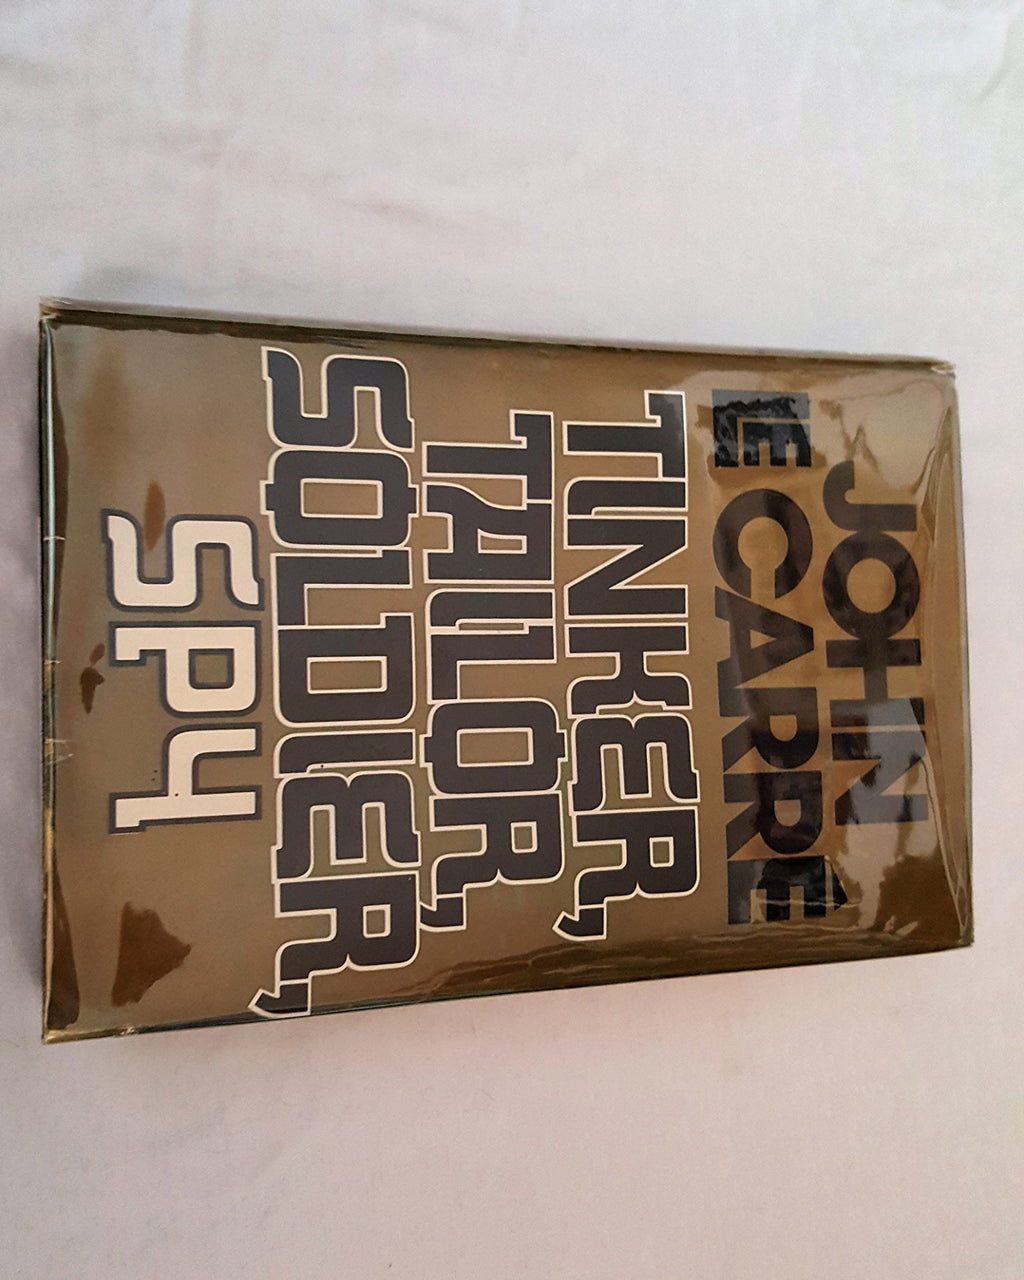 JOHN
LE CARRÉ
TINKER,
TAILOR,
SOLDIER,
SPY